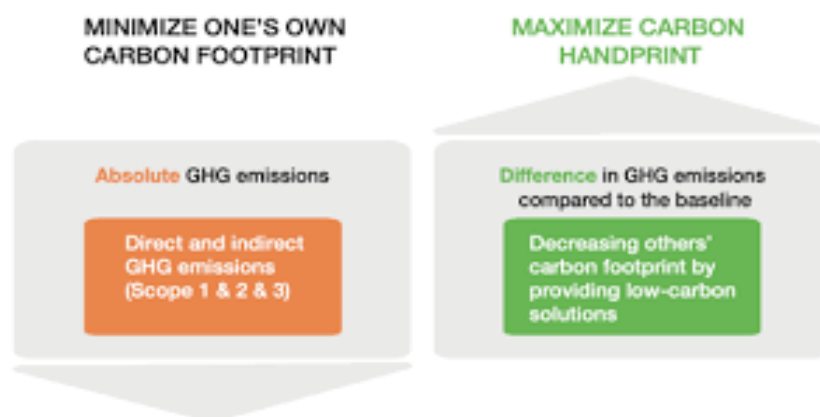 MINIMIZE ONE'S OWN
CARBON FOOTPRINT
Absolute GHG emissions
Direct and indirect
GHG emissions
(Scope 1 & 2 & 3)
MAXIMIZE CARBON
HANDPRINT
Difference in GHG emissions
compared to the baseline
Decreasing others'
carbon footprint by
providing low-carbon
solutions